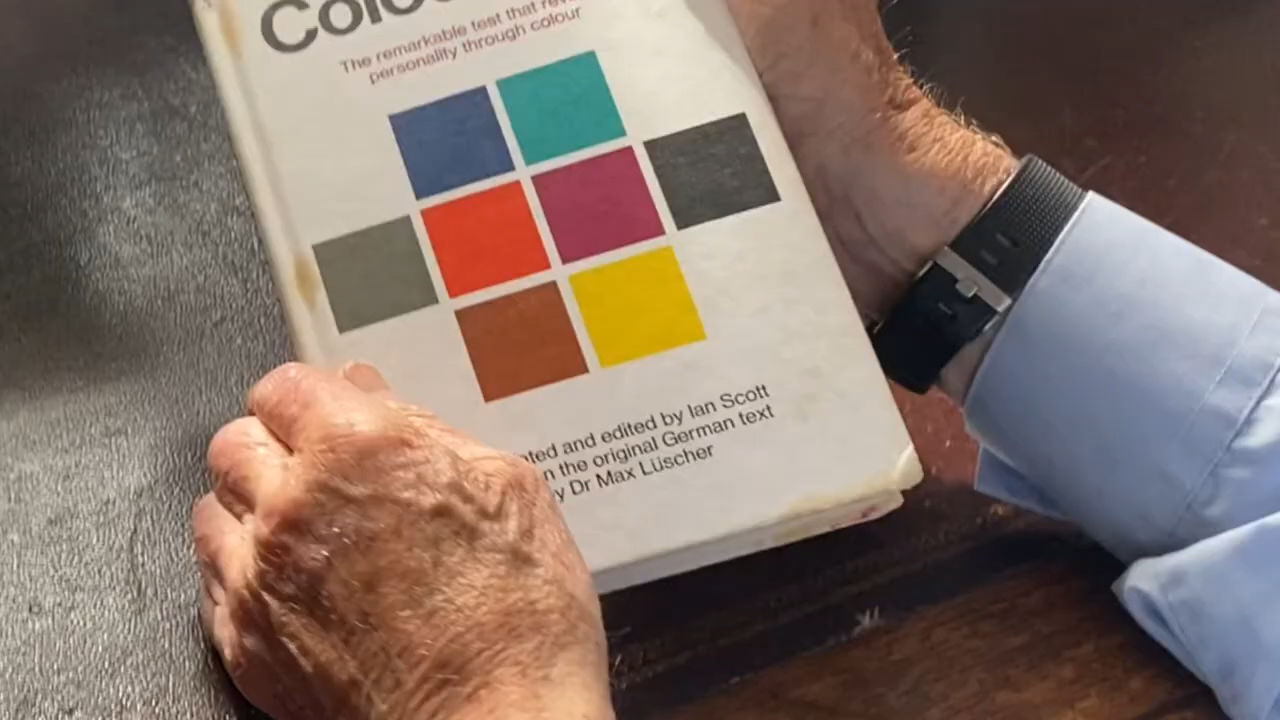 The remarkable test that
personality through colour
and edited by Ian Scott
the original German text
Dr Max Lüscher